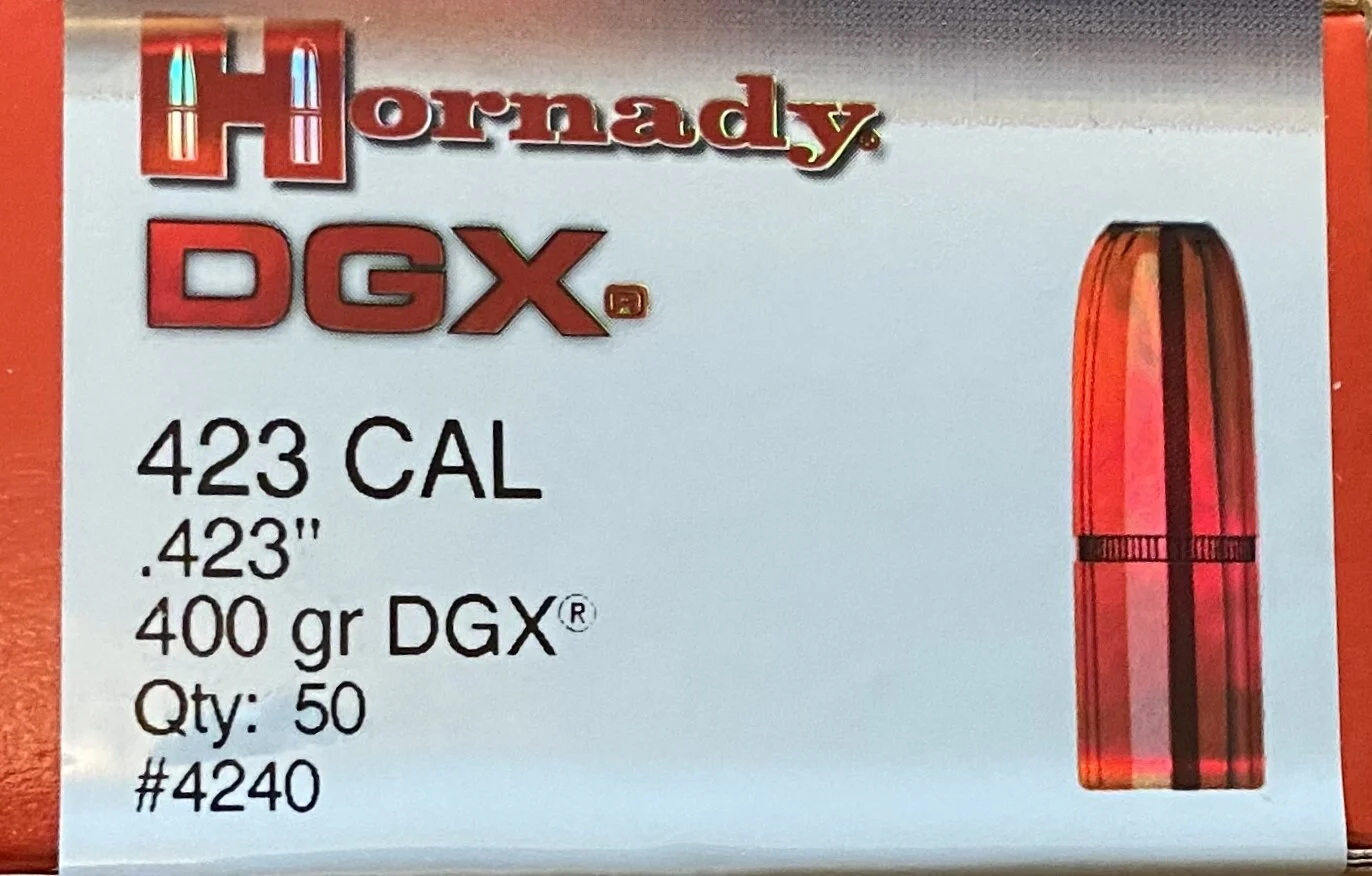 Hornady®
DGX®
423 CAL
.423"
400 gr DGX®
Qty: 50
#4240